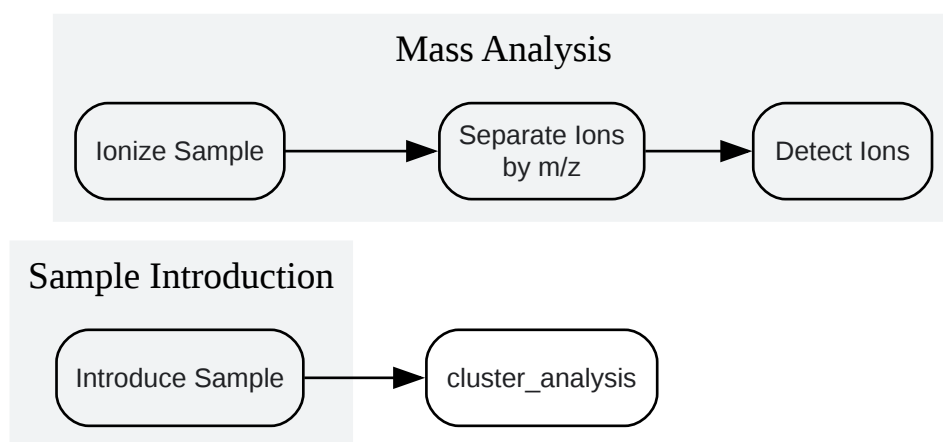 Mass Analysis
Ionize Sample
Separate Ions
by m/z
Detect Ions
Sample Introduction
Introduce Sample
cluster_analysis